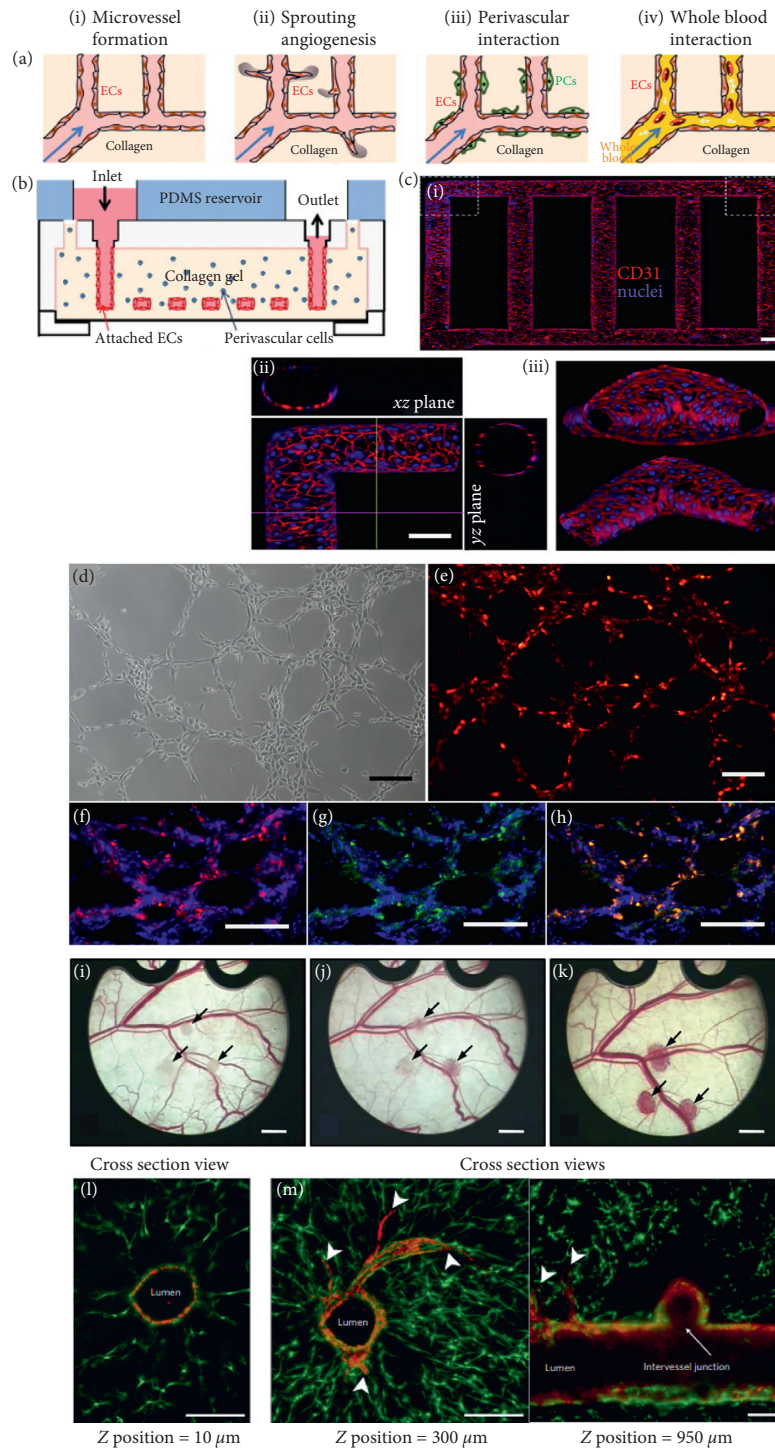 (i) Microvessel
formation
(ii) Sprouting
angiogenesis
(iii) Perivascular
interaction
(iv) Whole blood
interaction
(a)
ECs
Collagen
ECs
Collagen
PCs
ECs
Collagen
ECs
Whole
blood
Collagen
(b)
Inlet
PDMS reservoir
Outlet
Collagen gel
Attached ECs
Perivascular cells
(c)
(i)
CD31
nuclei
(ii)
xz plane
yz plane
(iii)
(d)
(e)
(f)
(g)
(h)
(i)
(j)
(k)
Cross section view
Cross section views
(l)
Lumen
(m)
Lumen
Lumen
Intervessel junction
Z position = 10 μm
Z position = 300 μm
Z position = 950 μm